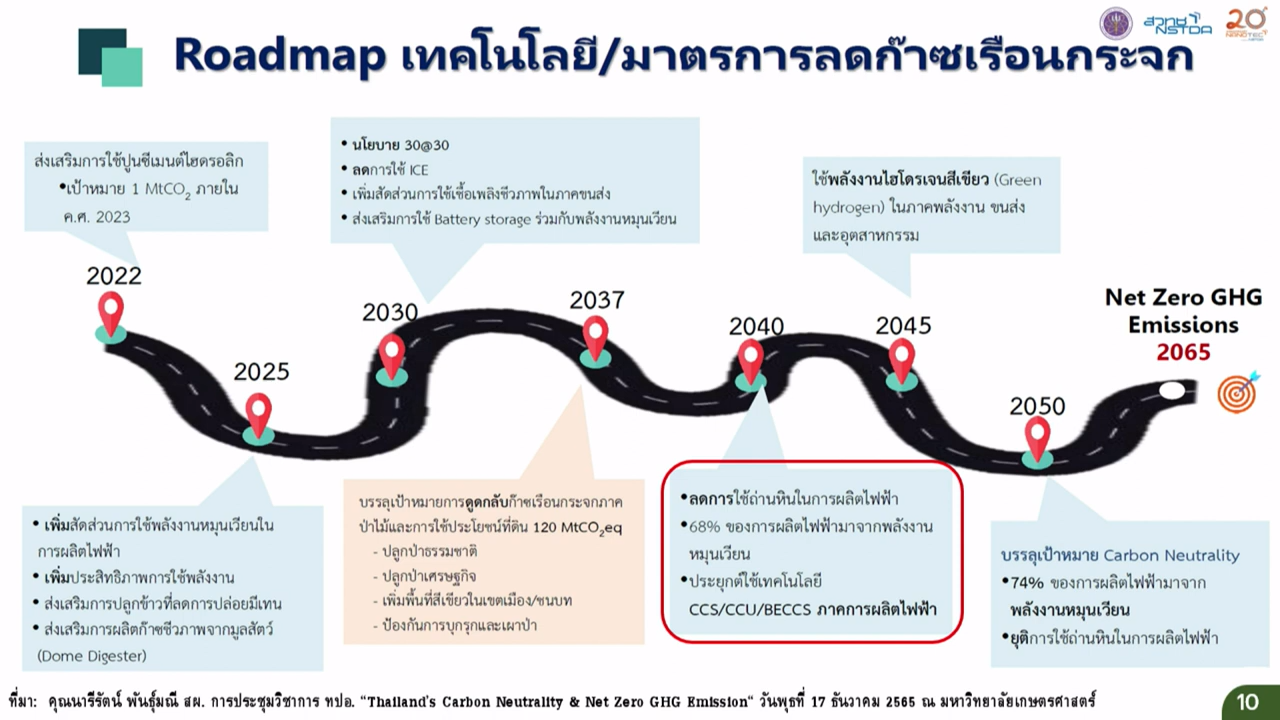 สวทช
NSTDA
20
NANOTEC
Roadmap เทคโนโลยี/มาตรการลดก๊าซเรือนกระจก
ส่งเสริมการใช้ปูนซีเมนต์ไฮดรอลิก
•เป้าหมาย 1 MtCO2 ภายใน
ค.ศ. 2023
• นโยบาย 30@30
• ลดการใช้ ICE
• เพิ่มสัดส่วนการใช้เชื้อเพลิงชีวภาพในภาคขนส่ง
• ส่งเสริมการใช้ Battery storage ร่วมกับพลังงานหมุนเวียน
ใช้พลังงานไฮโดรเจนสีเขียว (Green
hydrogen) ในภาคพลังงาน ขนส่ง
และอุตสาหกรรม
2022
2025
2030
2037
2040
2045
2050
Net Zero GHG
Emissions
2065
• เพิ่มสัดส่วนการใช้พลังงานหมุนเวียนใน
การผลิตไฟฟ้า
• เพิ่มประสิทธิภาพการใช้พลังงาน
• ส่งเสริมการปลูกข้าวที่ลดการปล่อยมีเทน
• ส่งเสริมการผลิตก๊าซชีวภาพจากมูลสัตว์
(Dome Digester)
บรรลุเป้าหมายการดูดกลับก๊าซเรือนกระจกภาค
ป่าไม้และการใช้ประโยชน์ที่ดิน 120 MtCO2eq
- ปลูกป่าธรรมชาติ
- ปลูกป่าเศรษฐกิจ
- เพิ่มพื้นที่สีเขียวในเขตเมือง/ชนบท
- ป้องกันการบุกรุกและเผาป่า
•ลดการใช้ถ่านหินในการผลิตไฟฟ้า
•68% ของการผลิตไฟฟ้ามาจากพลังงาน
หมุนเวียน
•ประยุกต์ใช้เทคโนโลยี
CCS/CCU/BECCS ภาคการผลิตไฟฟ้า
บรรลุเป้าหมาย Carbon Neutrality
•74% ของการผลิตไฟฟ้ามาจาก
พลังงานหมุนเวียน
•ยุติการใช้ถ่านหินในการผลิตไฟฟ้า
ที่มา: คุณนารีรัตน์ พันธุ์มณี สผ. การประชุมวิชาการ ทปอ. "Thailand's Carbon Neutrality & Net Zero GHG Emission" วันพุธที่ 17 ธันวาคม 2565 ณ มหาวิทยาลัยเกษตรศาสตร์
10